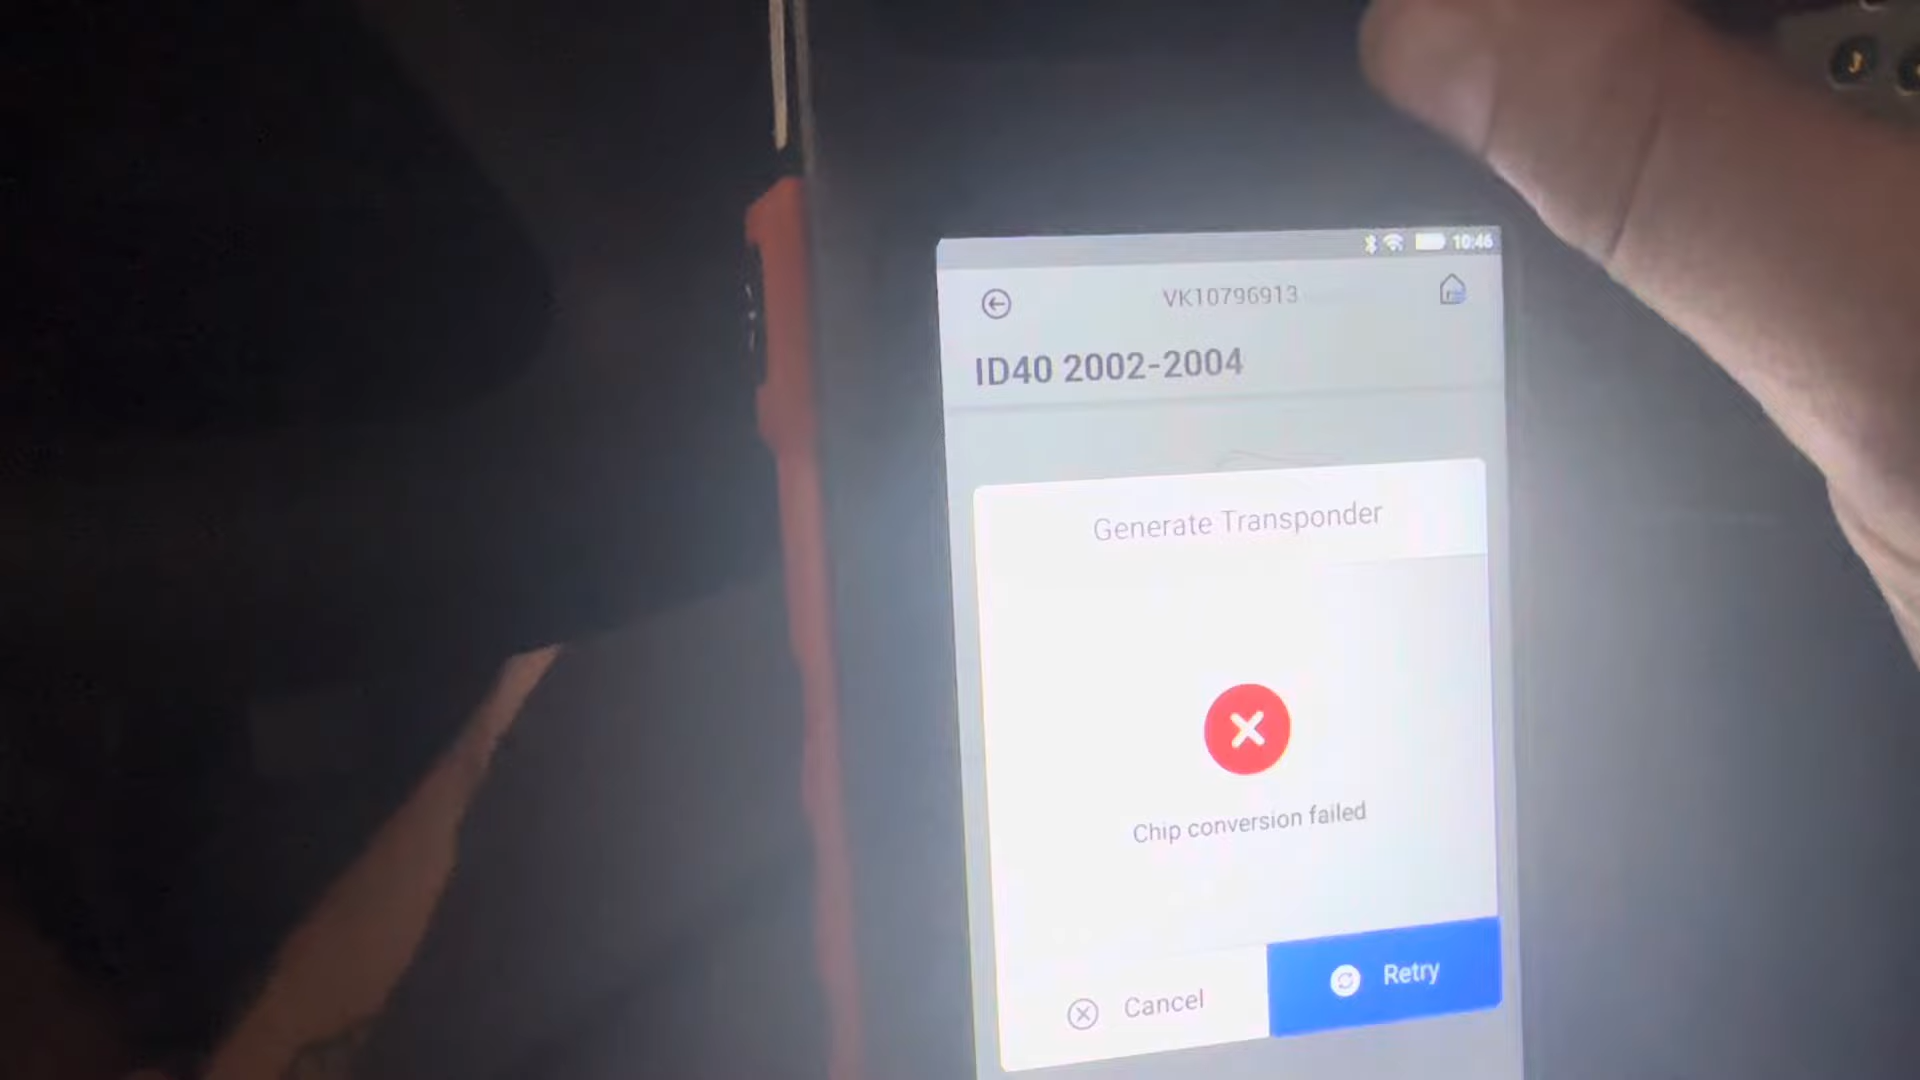 10:46
VK10796913
ID40 2002-2004
Generate Transponder
Chip conversion failed
Cancel
Retry